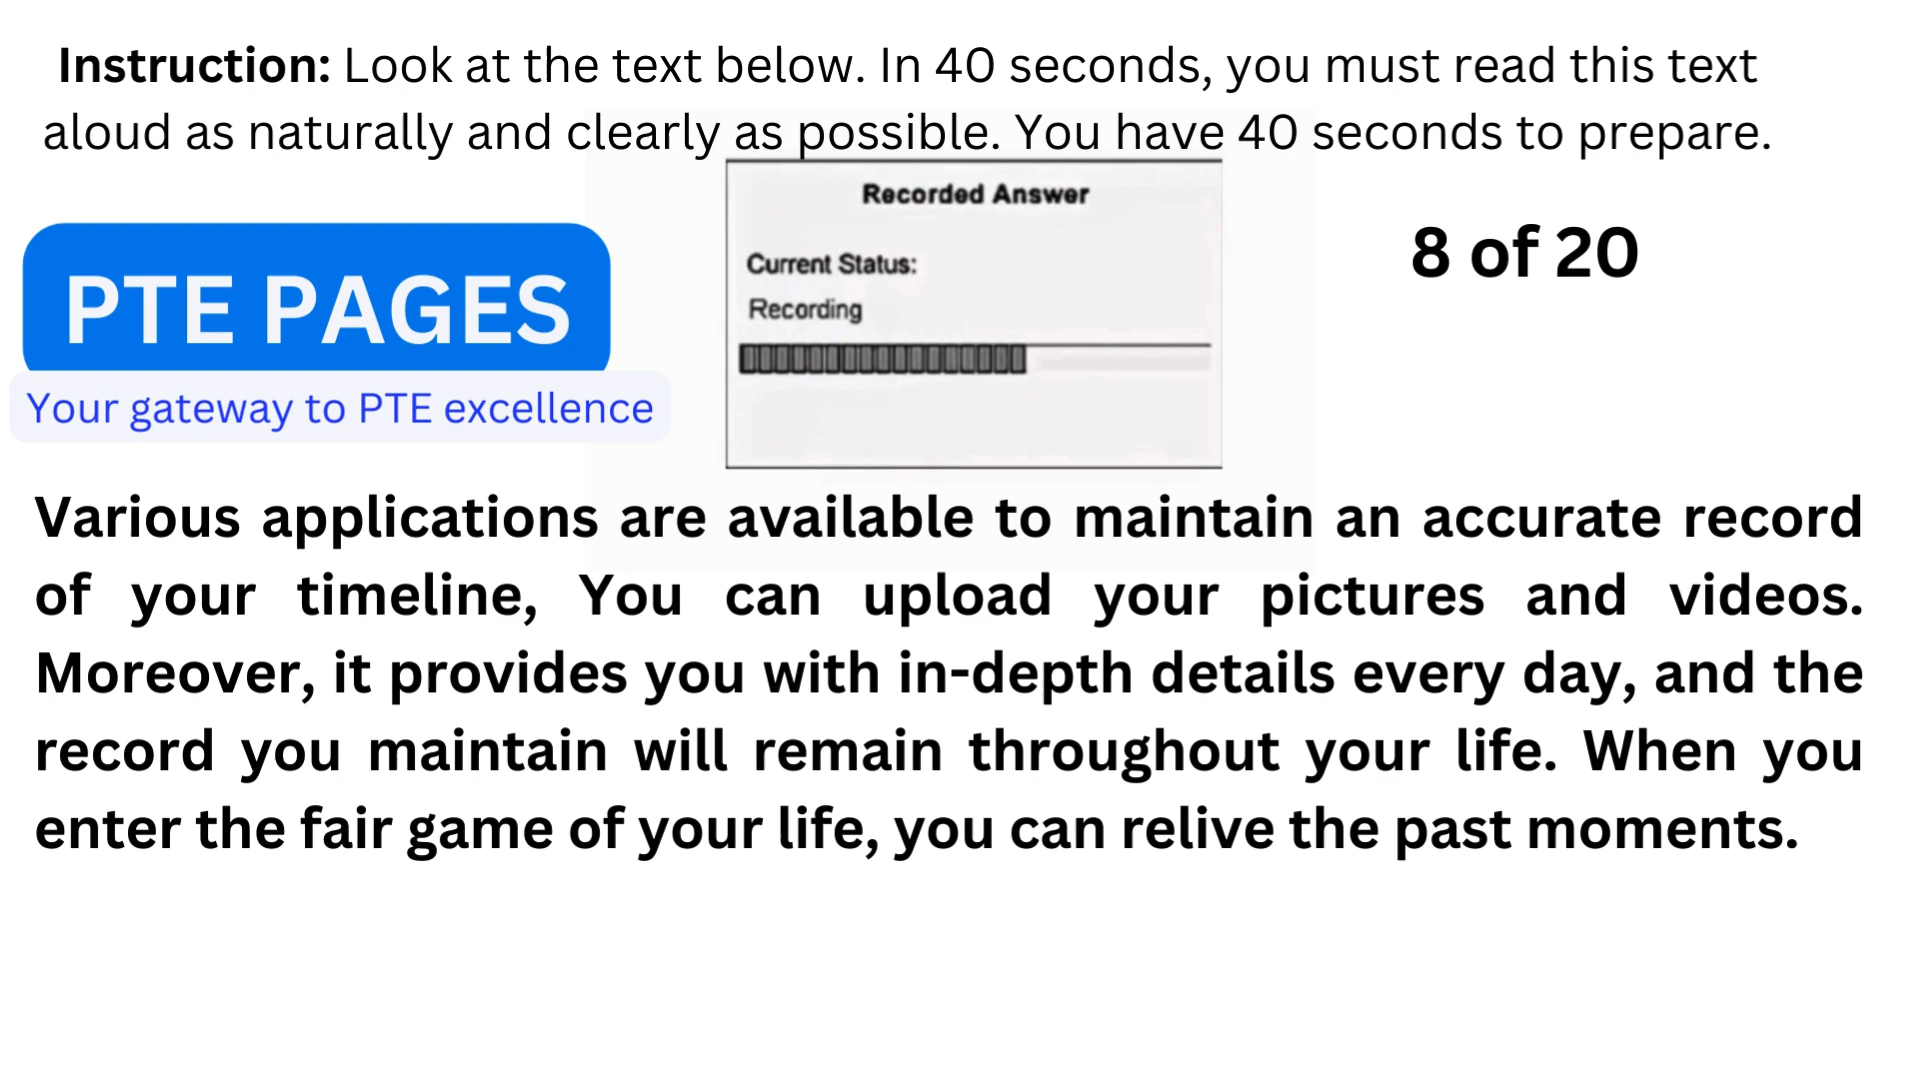 Instruction: Look at the text below. In 40 seconds, you must read this text
aloud as naturally and clearly as possible. You have 40 seconds to prepare.
Recorded Answer
Current Status:
Recording
8 of 20
PTE PAGES
Your gateway to PTE excellence
Various applications are available to maintain an accurate record
of your timeline, You can upload your pictures and videos.
Moreover, it provides you with in-depth details every day, and the
record you maintain will remain throughout your life. When you
enter the fair game of your life, you can relive the past moments.